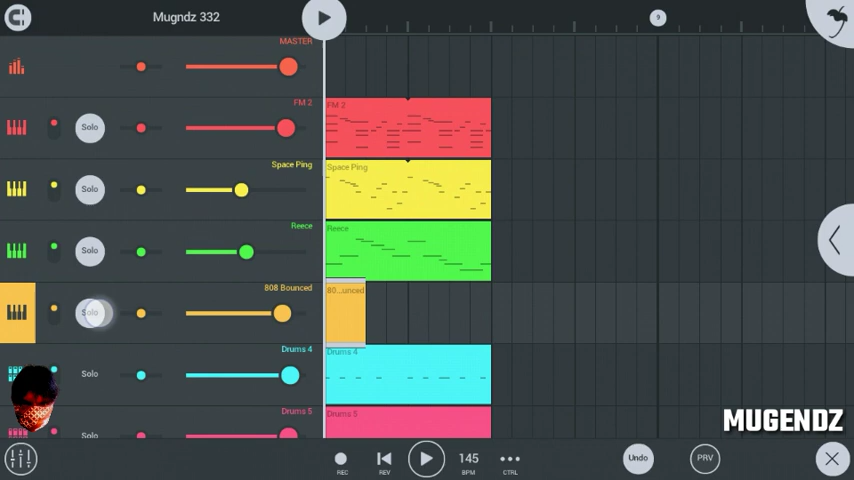 Mugndz 332
9
MASTER
FM 2
Solo
FM 2
Space Ping
Solo
Space Ping
Reece
Solo
Reece
808 Bounced
Solo
80...unced
Drums 4
Solo
Drums 4
Drums 5
Solo
Drums 5
MUGENDZ
REC
REV
145
BPM
CTRL
Undo
PRV